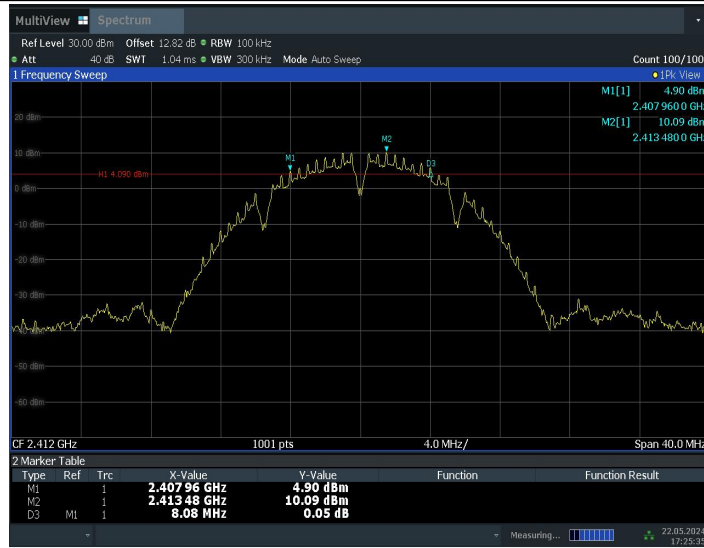 MultiView Spectrum
Ref Level 30.00 dBm Offset 12.82 dB RBW 100 kHz
Att 40 dB SWT 1.04 ms VBW 300 kHz Mode Auto Sweep Count 100/100
1 Frequency Sweep 1Pk View
M1[1] 4.90 dBm
2.407 960 0 GHz
M2[1] 10.09 dBm
2.413 480 0 GHz
20 dBm
10 dBm
M2
M1
D3
H1 4.090 dBm
0 dBm
-10 dBm
-20 dBm
-30 dBm
-40 dBm
-50 dBm
-60 dBm
CF 2.412 GHz 1001 pts 4.0 MHz/ Span 40.0 MHz
2 Marker Table
Type Ref Trc X-Value Y-Value Function Function Result
M1 1 2.407 96 GHz 4.90 dBm
M2 1 2.413 48 GHz 10.09 dBm
D3 M1 1 8.08 MHz 0.05 dB
Measuring... 22.05.2024
17:25:35